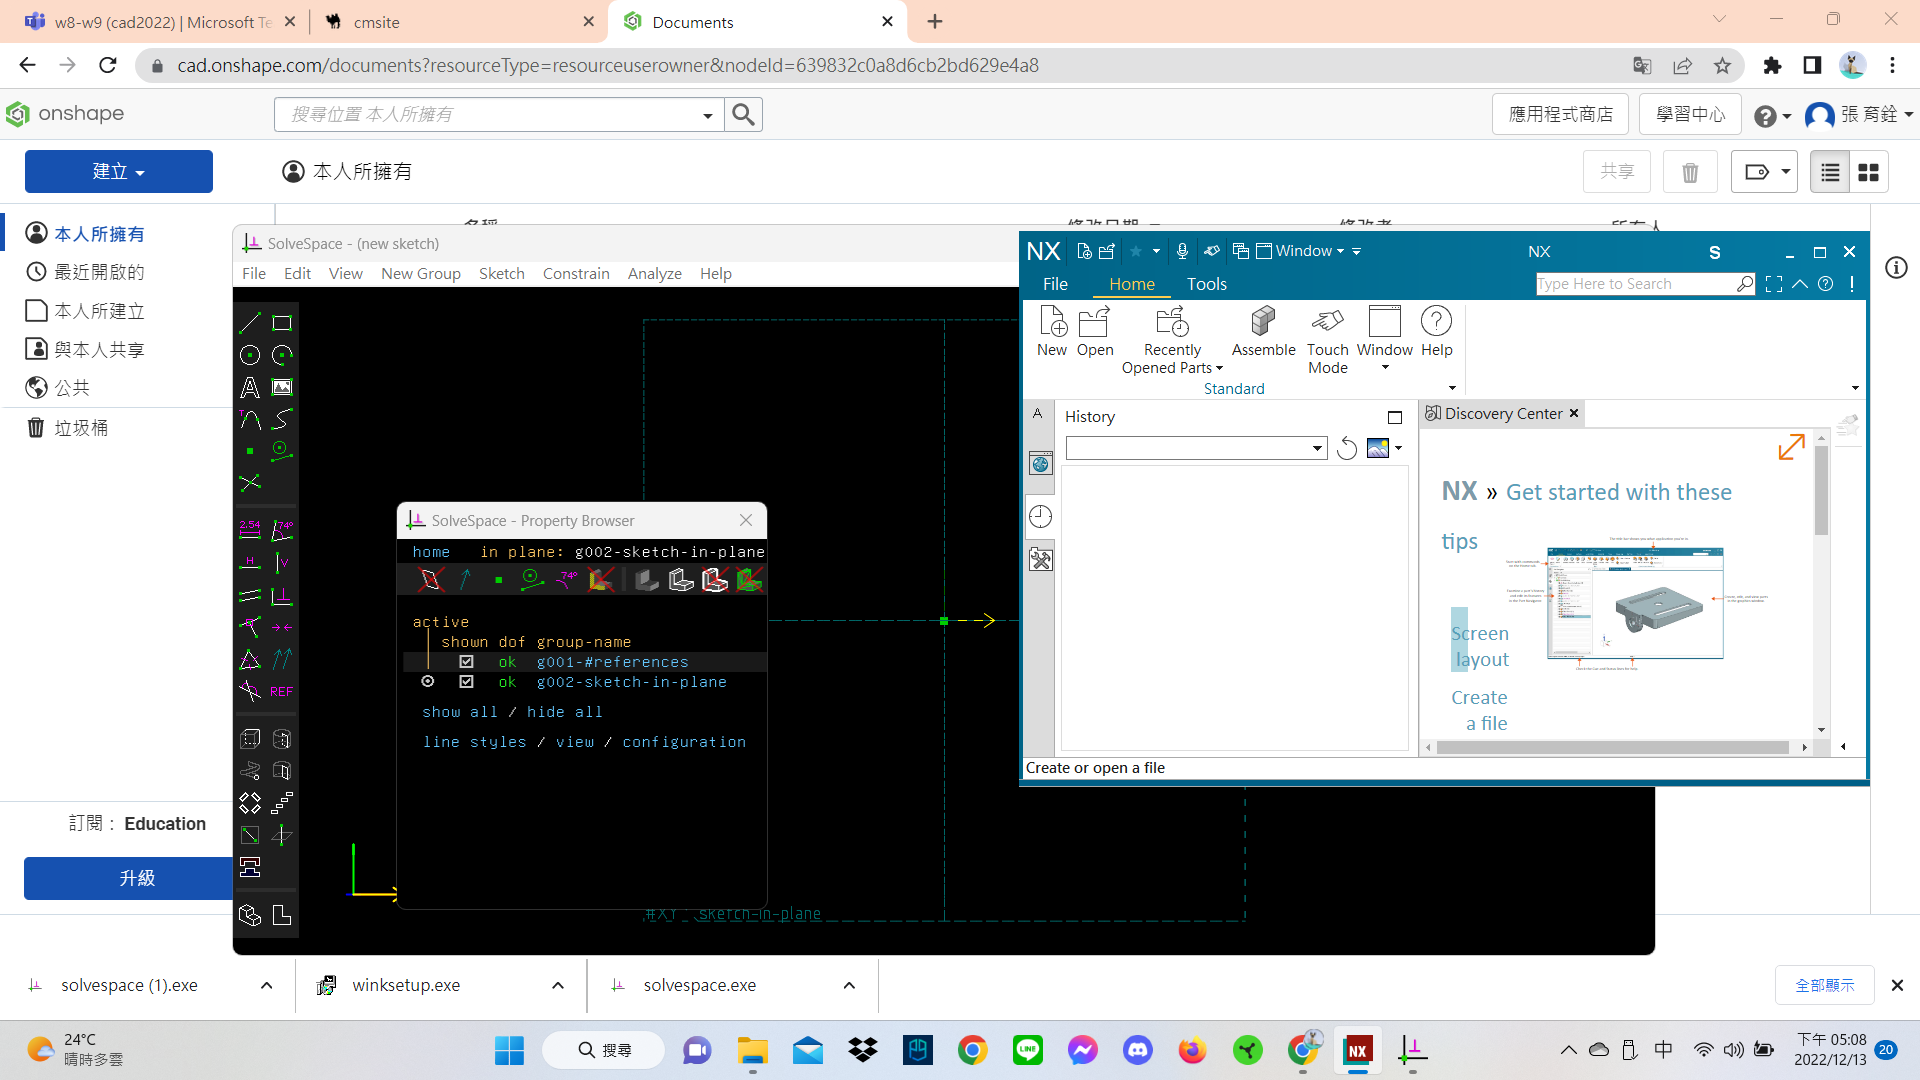 w8-w9 (cad2022) | Microsoft Te
cmsite
Documents
cad.onshape.com/documents?resourceType=resourceuserowner&nodeId=639832c0a8d6cb2bd629e4a8
onshape
搜尋位置 本人所擁有
應用程式商店
學習中心
張 育銓
建立
本人所擁有
共享
本人所擁有
最近開啟的
本人所建立
與本人共享
公共
垃圾桶
訂閱： Education
升級
SolveSpace - (new sketch)
File Edit View New Group Sketch Constrain Analyze Help
2.54
74°
REF
SolveSpace - Property Browser
home in plane: g002-sketch-in-plane
74°
active
shown dof group-name
ok g001-#references
ok g002-sketch-in-plane
show all / hide all
line styles / view / configuration
#XY
sketch-in-plane
NX
Window
NX
S
File Home Tools
Type Here to Search
New Open Recently Opened Parts Assemble Touch Mode Window Help
Standard
History
Discovery Center
NX » Get started with these
tips
Screen
layout
Create
a file
Create or open a file
solvespace (1).exe
winksetup.exe
solvespace.exe
全部顯示
24°C
晴時多雲
搜尋
LINE
NX
中
下午 05:08
2022/12/13
20